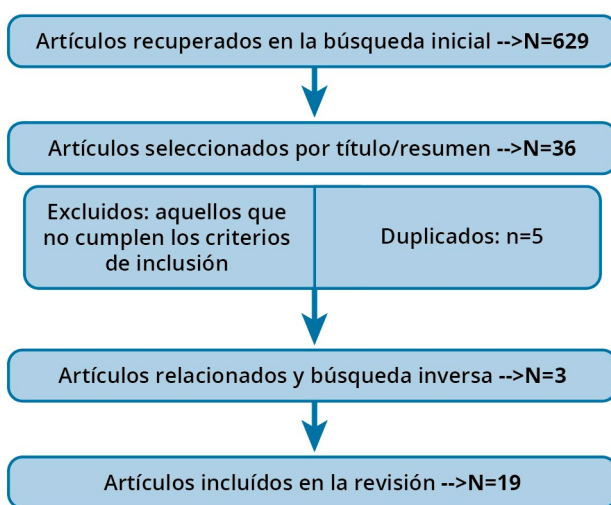 Artículos recuperados en la búsqueda inicial -->N=629
Artículos seleccionados por título/resumen -->N=36
Excluidos: aquellos que
no cumplen los criterios
de inclusión
Duplicados: n=5
Artículos relacionados y búsqueda inversa -->N=3
Artículos incluídos en la revisión -->N=19